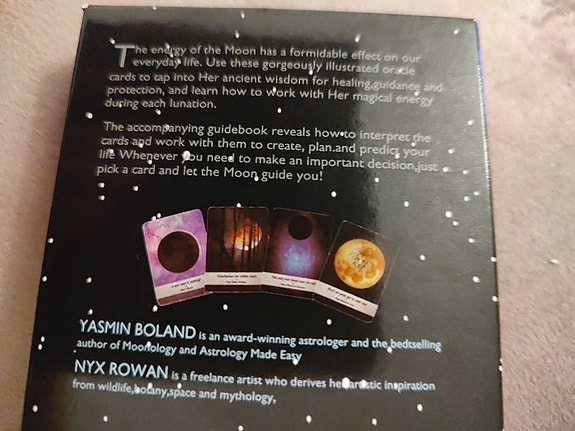 The energy of the Moon has a formidable effect on our
everyday life. Use these gorgeously illustrated oracle
cards to tap into Her ancient wisdom for healing,guidance and
protection, and learn how to work with Her magical energy
during each lunation.
The accompanying guidebook reveals how to interpret the
cards and work with them to create, plan.and predict your
life Whenever you need to make an important decision,just
pick a card and let the Moon guide you!
YASMIN BOLAND is an award-winning astrologer and the bedtselling
author of Moonology and Astrology Made Easy
NYX ROWAN is a freelance artist who derives her artistic inspiration
from wildlife,botany,space and mythology,